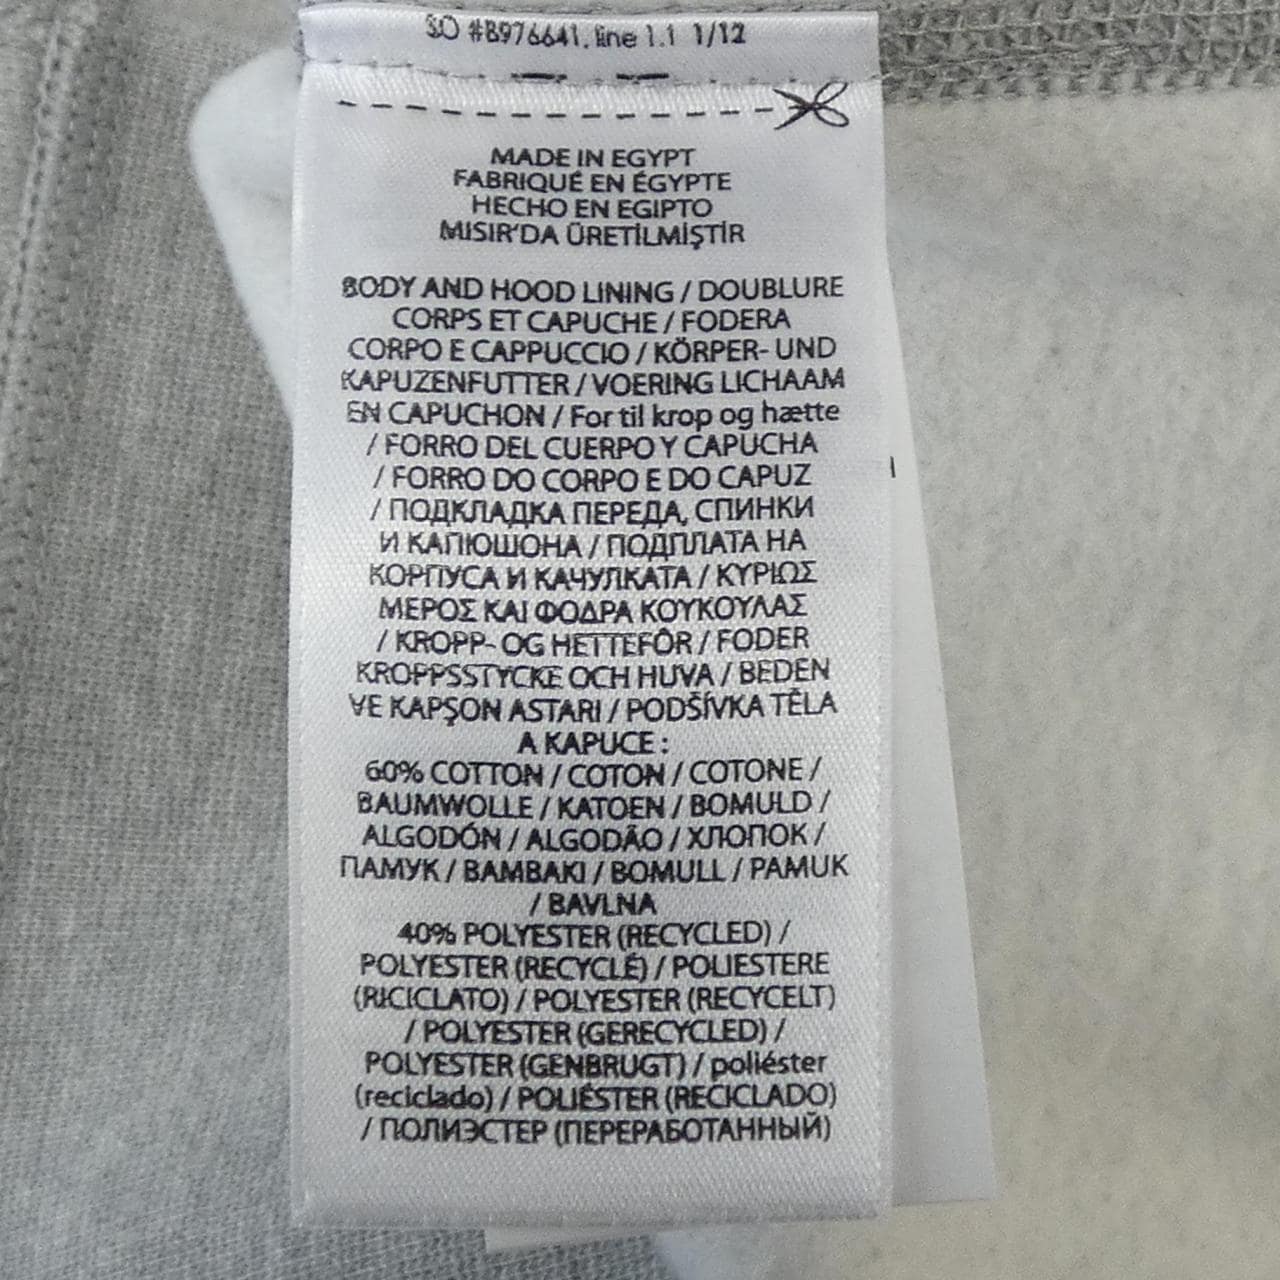 SO #B976641, line 1.1 1/12
MADE IN EGYPT
FABRIQUÉ EN ÉGYPTE
HECHO EN EGIPTO
MISIR'DA ÜRETİLMİŞTİR
BODY AND HOOD LINING / DOUBLURE
CORPS ET CAPUCHE / FODERA
CORPO E CAPPUCCIO / KÖRPER- UND
KAPUZENFUTTER / VOERING LICHAAM
EN CAPUCHON / For til krop og hætte
/ FORRO DEL CUERPO Y CAPUCHA
/ FORRO DO CORPO E DO CAPUZ
/ ПОДКЛАДКА ПЕРЕДА, СПИНКИ
И КАПЮШОНА / ПОДПЛАТА НА
КОРПУСА И КАЧУЛКАТА / ΚΥΡΙΩΣ
ΜΕΡΟΣ ΚΑΙ ΦΟΔΡΑ ΚΟΥΚΟΥΛΑΣ
/ KROPP- OG HETTEFÔR / FODER
KROPPSSTYCKE OCH HUVA / BEDEN
VE KAPŞON ASTARI / PODŠÍVKA TĚLA
A KAPUCE :
60% COTTON / COTON / COTONE /
BAUMWOLLE / KATOEN / BOMULD /
ALGODÓN / ALGODÃO / ХЛОПОК /
ПАМУК / ΒΑΜΒΑΚΙ / BOMULL / PAMUK
/ BAVLNA
40% POLYESTER (RECYCLED) /
POLYESTER (RECYCLÉ) / POLIESTERE
(RICICLATO) / POLYESTER (RECYCELT)
/ POLYESTER (GERECYCLED) /
POLYESTER (GENBRUGT) / poliéster
(reciclado) / POLIÉSTER (RECICLADO)
/ ПОЛИЭСТЕР (ПЕРЕРАБОТАННЫЙ)